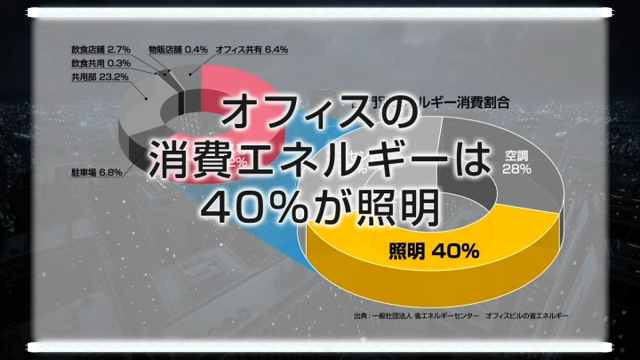 飲食店舗 2.7%
物販店舗 0.4%
オフィス共有 6.4%
飲食共用 0.3%
共用部 23.2%
駐車場 6.8%
ルギー消費割合
オフィスの
消費エネルギーは
40%が照明
空調
28%
照明 40%
出典 : 一般社団法人 省エネルギーセンター オフィスビルの省エネルギー